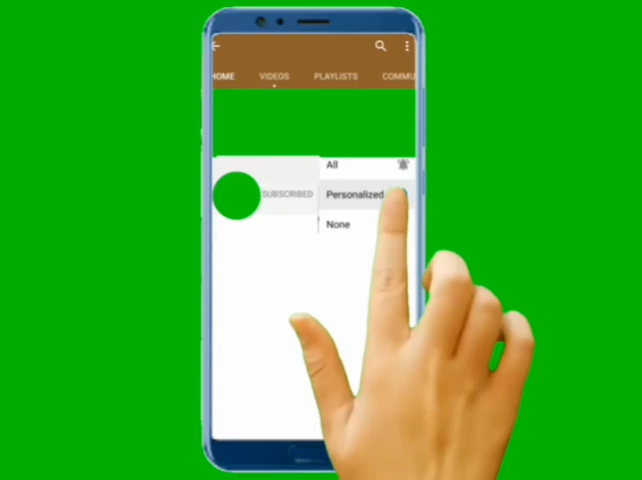 HOME VIDEOS PLAYLISTS COMMU
All
SUBSCRIBED Personalized
None